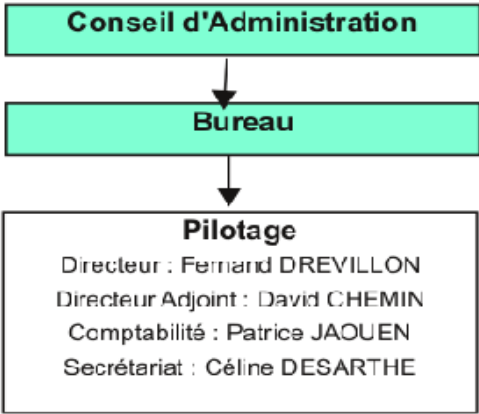 Conseil d'Administration
Bureau
Pilotage
Directeur : Fernand DREVILLON
Directeur Adjoint : David CHEMIN
Comptabilité : Patrice JAOUEN
Secrétariat : Céline DESARTHE